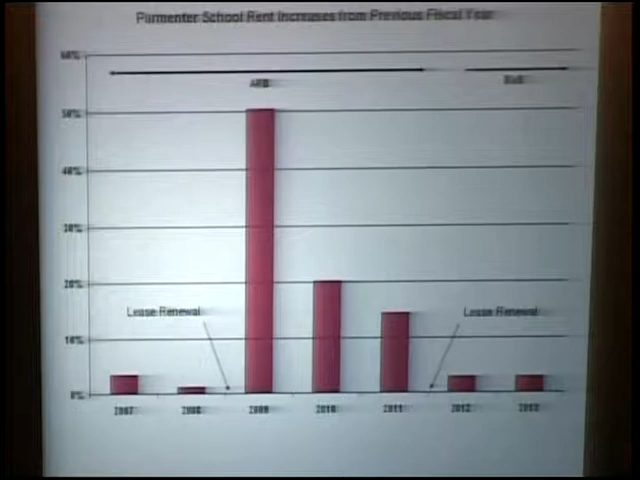 Parmenter School Rent Increases from Previous Fiscal Year
60%
50%
Lease Renewal
Lease Renewal
40%
30%
20%
10%
0%
2007 2008 2009 2010 2011 2012 2013